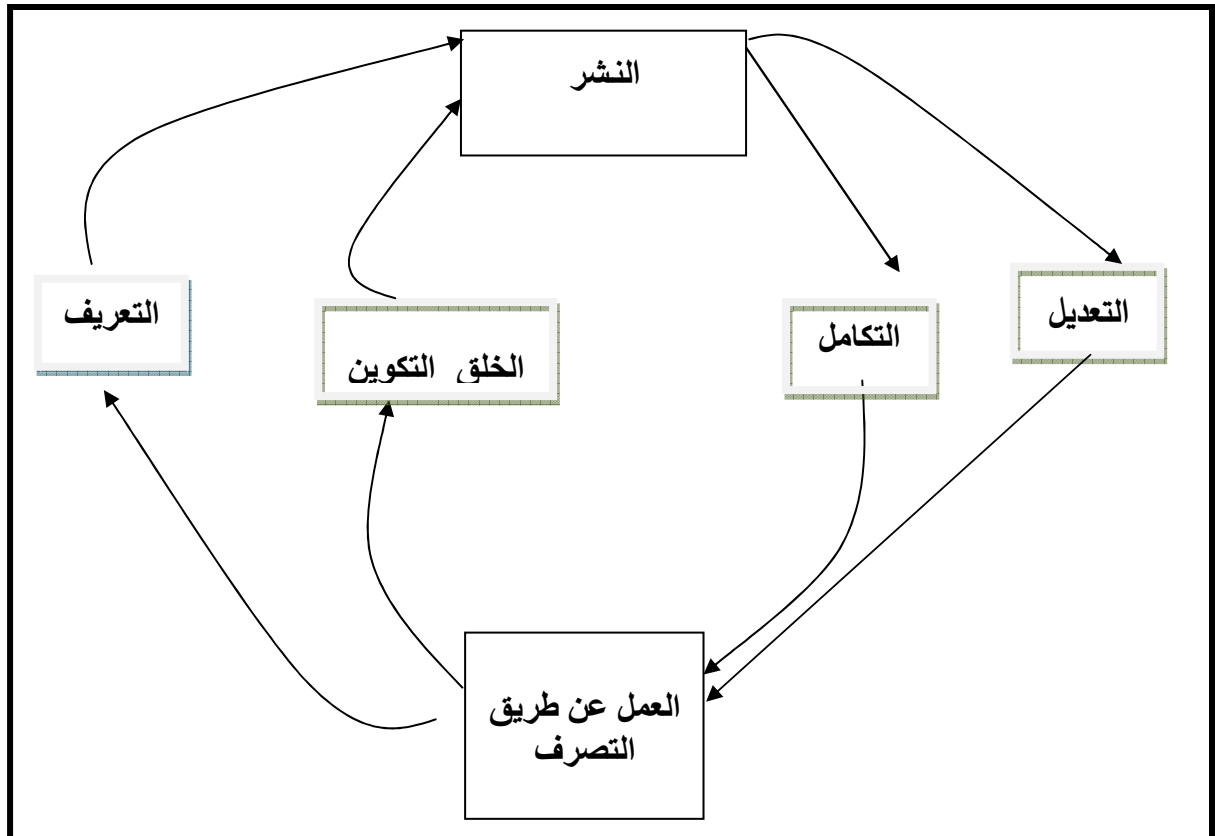 النشر
التعديل
التكامل
الخلق التكوين
التعريف
العمل عن طريق
التصرف